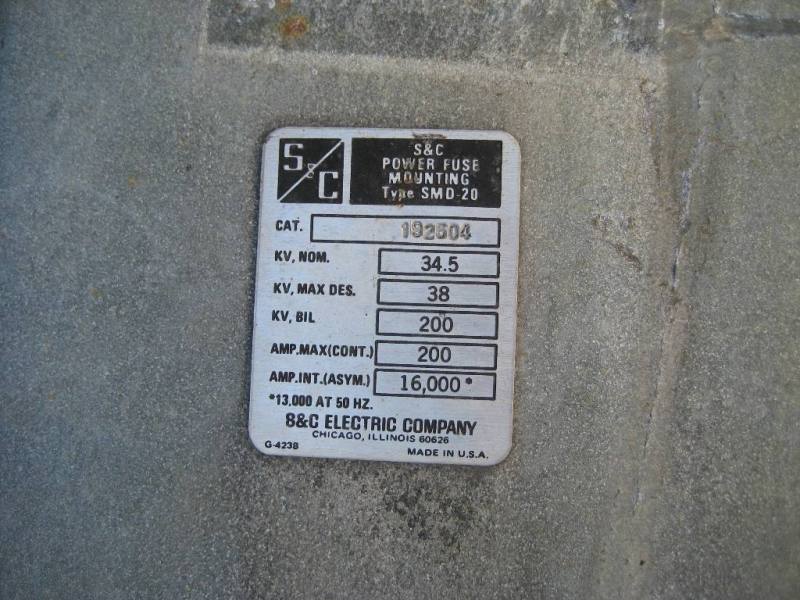 S&C
S&C
POWER FUSE
MOUNTING
Type SMD-20
CAT. 192504
KV, NOM. 34.5
KV, MAX DES. 38
KV, BIL 200
AMP.MAX(CONT.) 200
AMP.INT.(ASYM.) 16,000*
*13,000 AT 50 HZ.
S&C ELECTRIC COMPANY
CHICAGO, ILLINOIS 60626
G-4238 MADE IN U.S.A.